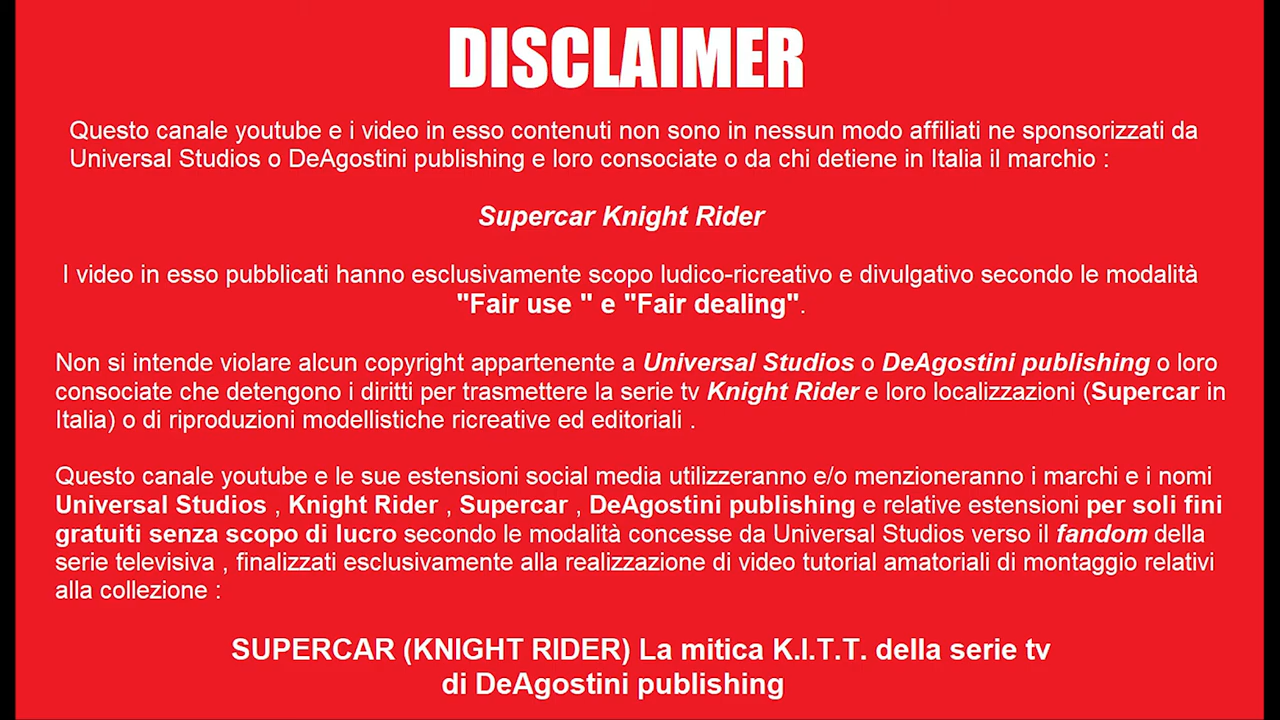 DISCLAIMER
Questo canale youtube e i video in esso contenuti non sono in nessun modo affiliati ne sponsorizzati da
Universal Studios o DeAgostini publishing e loro consociate o da chi detiene in Italia il marchio :
Supercar Knight Rider
I video in esso pubblicati hanno esclusivamente scopo ludico-ricreativo e divulgativo secondo le modalità
"Fair use " e "Fair dealing".
Non si intende violare alcun copyright appartenente a Universal Studios o DeAgostini publishing o loro
consociate che detengono i diritti per trasmettere la serie tv Knight Rider e loro localizzazioni (Supercar in
Italia) o di riproduzioni modellistiche ricreative ed editoriali .
Questo canale youtube e le sue estensioni social media utilizzeranno e/o menzioneranno i marchi e i nomi
Universal Studios , Knight Rider , Supercar , DeAgostini publishing e relative estensioni per soli fini
gratuiti senza scopo di lucro secondo le modalità concesse da Universal Studios verso il fandom della
serie televisiva , finalizzati esclusivamente alla realizzazione di video tutorial amatoriali di montaggio relativi
alla collezione :
SUPERCAR (KNIGHT RIDER) La mitica K.I.T.T. della serie tv
di DeAgostini publishing